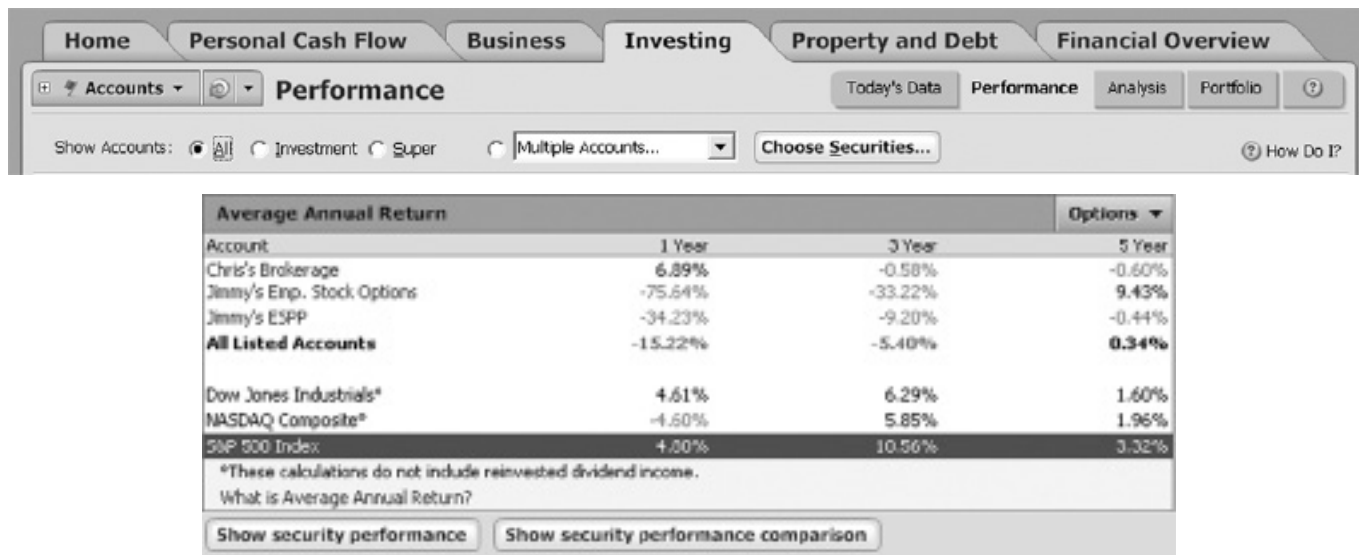 Home Personal Cash Flow Business Investing Property and Debt Financial Overview
Accounts Performance Today's Data Performance Analysis Portfolio ?
Show Accounts: All Investment Super Multiple Accounts... Choose Securities... ? How Do I?
Average Annual Return Options
Account 1 Year 3 Year 5 Year
Chris's Brokerage 6.89% -0.58% -0.60%
Jimmy's Emp. Stock Options -75.64% -33.22% 9.43%
Jimmy's ESPP -34.23% -9.20% -0.44%
All Listed Accounts -15.22% -5.40% 0.34%
Dow Jones Industrials* 4.61% 6.29% 1.60%
NASDAQ Composite* -4.60% 5.85% 1.96%
S&P 500 Index 4.80% 10.56% 3.32%
*These calculations do not include reinvested dividend income.
What is Average Annual Return?
Show security performance Show security performance comparison